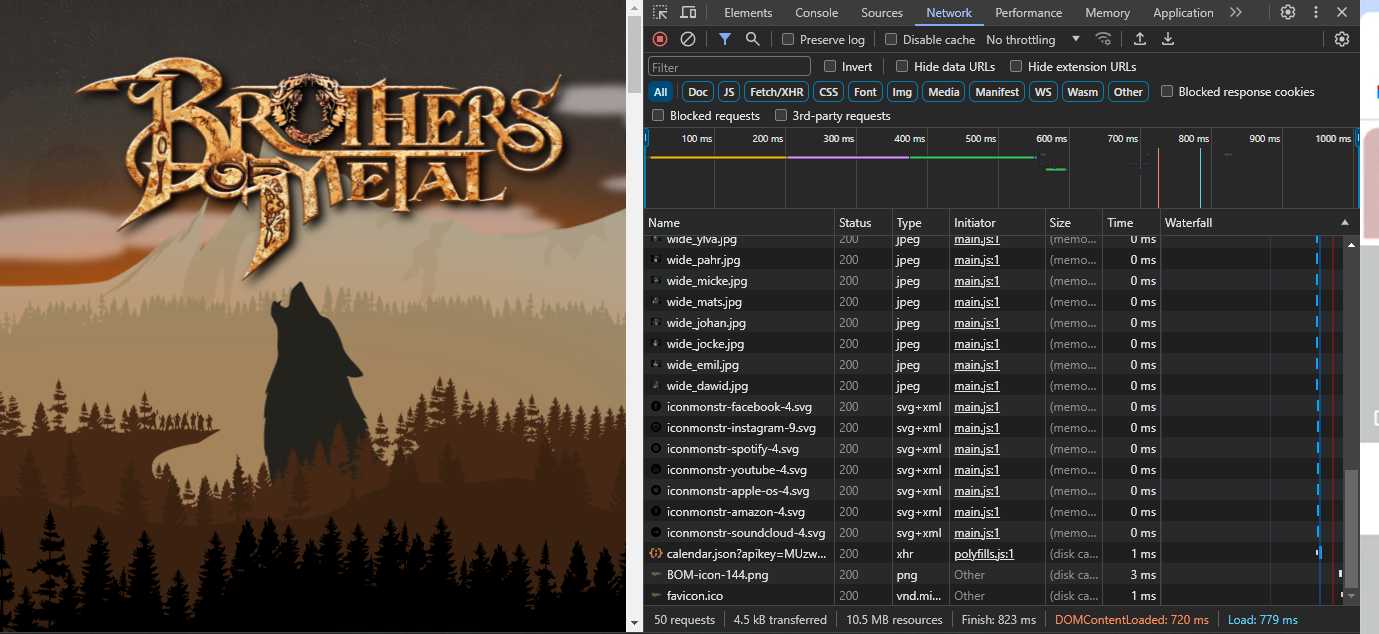 BROTHERS
OF METAL
Elements Console Sources Network Performance Memory Application
Preserve log Disable cache No throttling
Filter Invert Hide data URLs Hide extension URLs
All Doc JS Fetch/XHR CSS Font Img Media Manifest WS Wasm Other Blocked response cookies
Blocked requests 3rd-party requests
100 ms 200 ms 300 ms 400 ms 500 ms 600 ms 700 ms 800 ms 900 ms 1000 ms
Name Status Type Initiator Size Time Waterfall
wide_ylva.jpg 200 jpeg main.js:1 (memo... 0 ms
wide_pahr.jpg 200 jpeg main.js:1 (memo... 0 ms
wide_micke.jpg 200 jpeg main.js:1 (memo... 0 ms
wide_mats.jpg 200 jpeg main.js:1 (memo... 0 ms
wide_johan.jpg 200 jpeg main.js:1 (memo... 0 ms
wide_jocke.jpg 200 jpeg main.js:1 (memo... 0 ms
wide_emil.jpg 200 jpeg main.js:1 (memo... 0 ms
wide_dawid.jpg 200 jpeg main.js:1 (memo... 0 ms
iconmonstr-facebook-4.svg 200 svg+xml main.js:1 (memo... 0 ms
iconmonstr-instagram-9.svg 200 svg+xml main.js:1 (memo... 0 ms
iconmonstr-spotify-4.svg 200 svg+xml main.js:1 (memo... 0 ms
iconmonstr-youtube-4.svg 200 svg+xml main.js:1 (memo... 0 ms
iconmonstr-apple-os-4.svg 200 svg+xml main.js:1 (memo... 0 ms
iconmonstr-amazon-4.svg 200 svg+xml main.js:1 (memo... 0 ms
iconmonstr-soundcloud-4.svg 200 svg+xml main.js:1 (memo... 0 ms
calendar.json?apikey=MUzw... 200 xhr polyfills.js:1 (disk ca... 1 ms
BOM-icon-144.png 200 png Other (disk ca... 3 ms
favicon.ico 200 vnd.mi... Other (disk ca... 1 ms
50 requests 4.5 kB transferred 10.5 MB resources Finish: 823 ms DOMContentLoaded: 720 ms Load: 779 ms